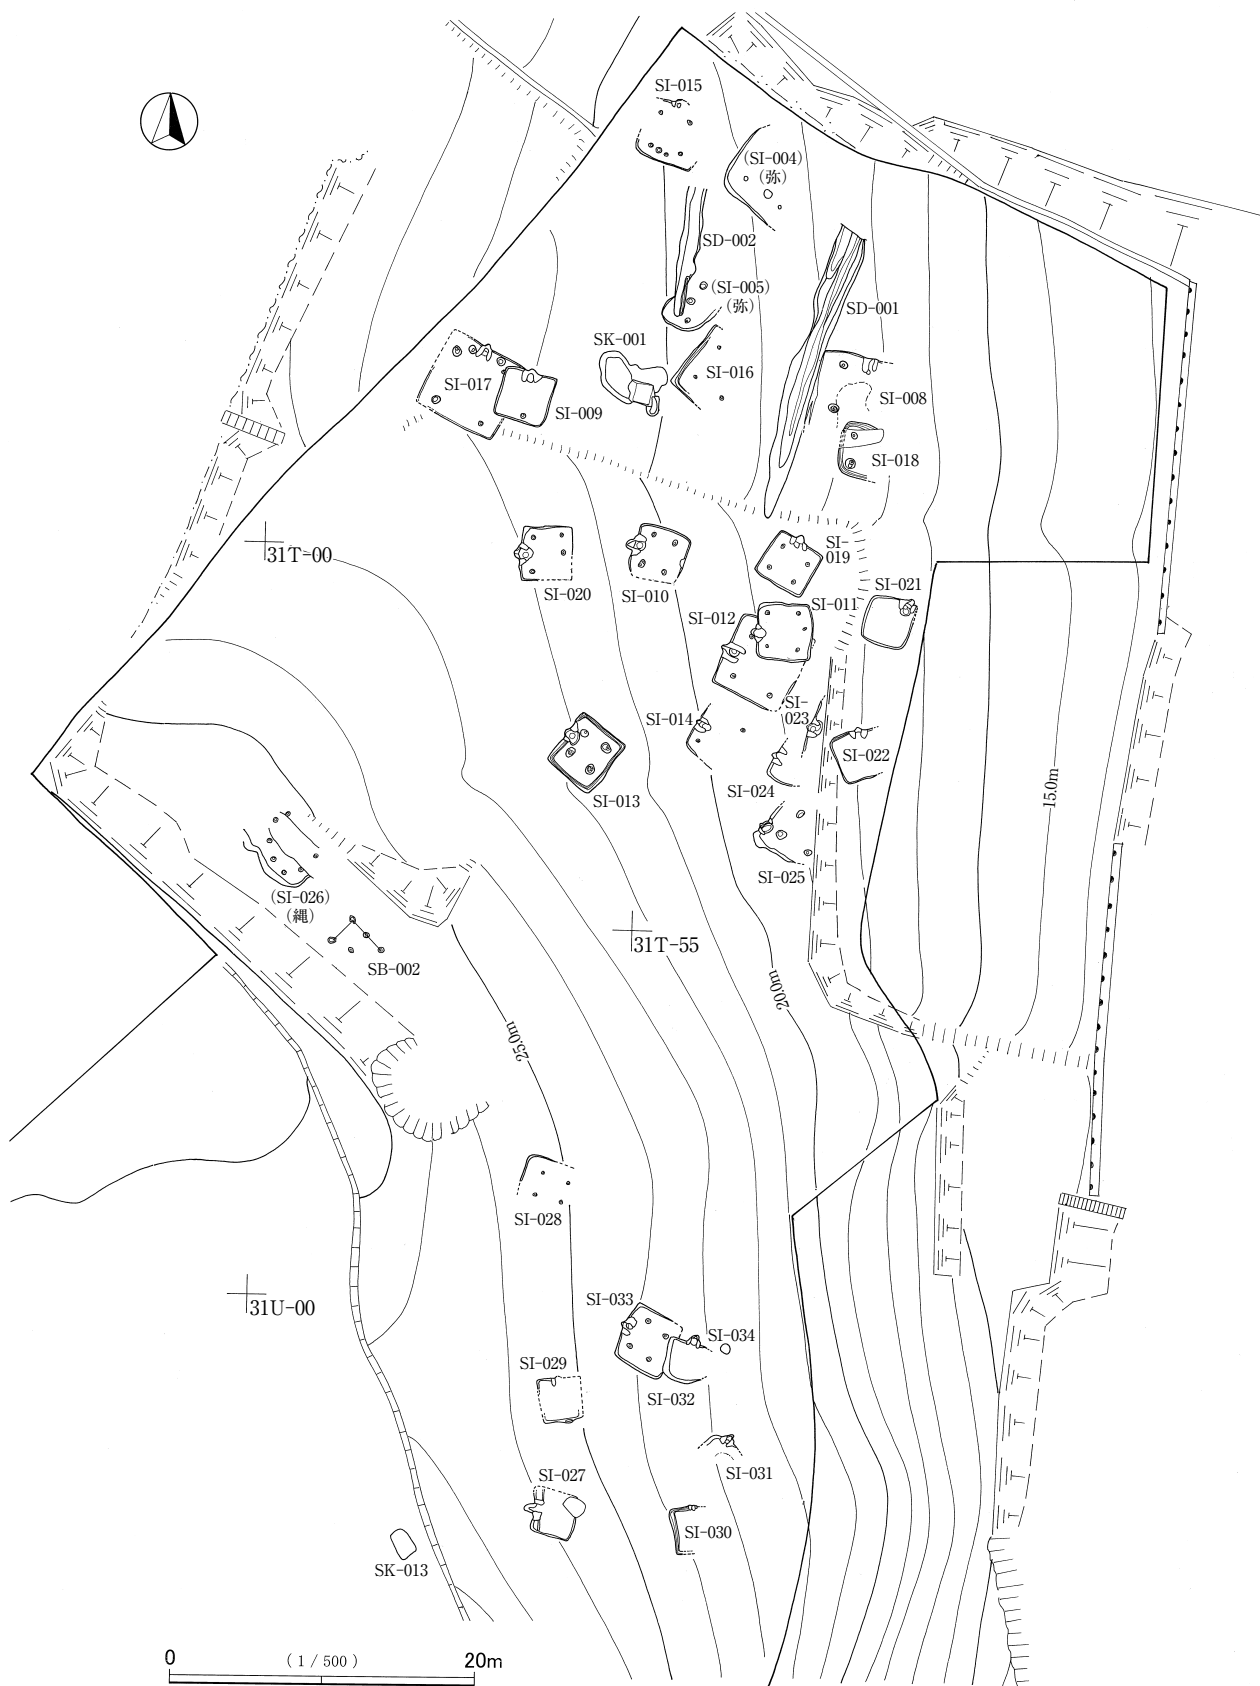 SI-015
(SI-004)
(弥)
SD-002
(SI-005)
(弥)
SD-001
SK-001
SI-016
SI-017
SI-009
SI-008
SI-018
31T-00
SI-
019
SI-020
SI-010
SI-021
SI-012
SI-011
SI-014
SI-
023
SI-022
SI-013
SI-024
15.0m
SI-025
(SI-026)
(縄)
31T-55
SB-002
20.0m
25.0m
SI-028
31U-00
SI-033
SI-034
SI-029
SI-032
SI-031
SI-027
SI-030
SK-013
0
(1/500)
20m